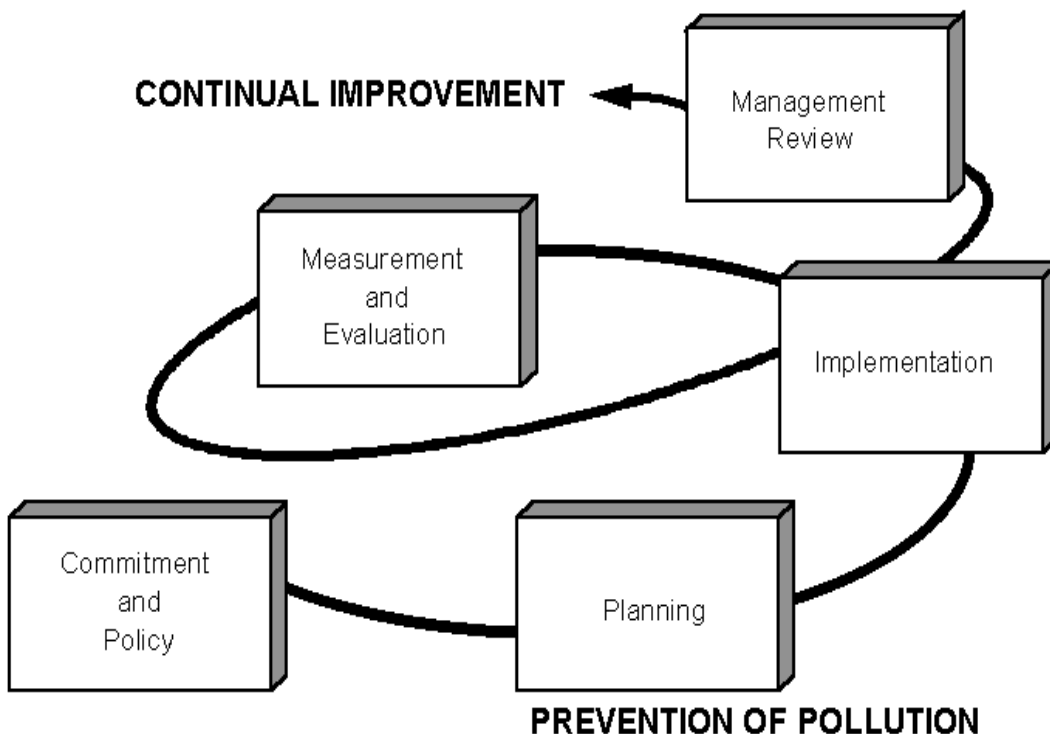 CONTINUAL IMPROVEMENT
Management
Review
Measurement
and
Evaluation
Implementation
Commitment
and
Policy
Planning
PREVENTION OF POLLUTION